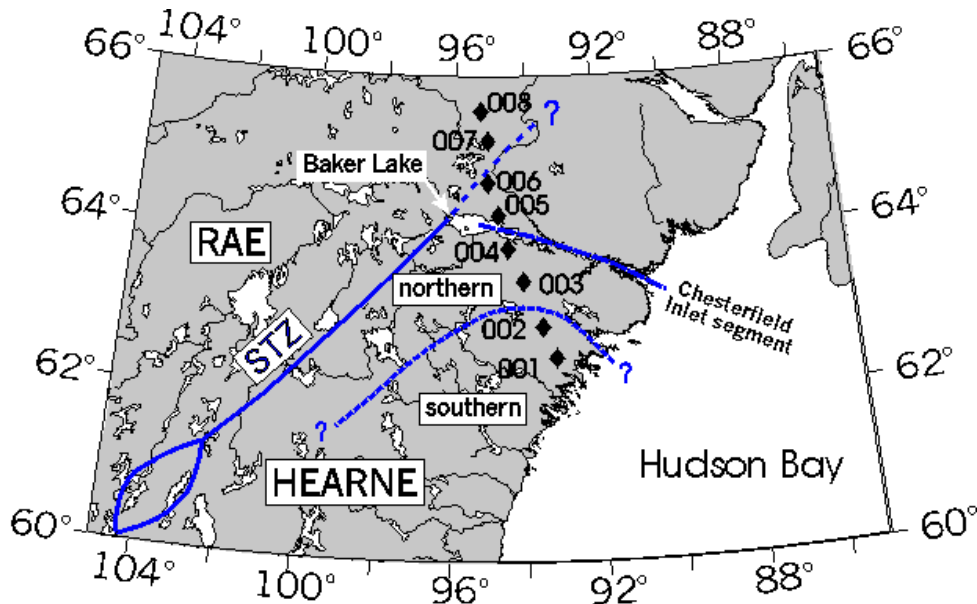 104° 100° 96° 92° 88°
66° 66°
008
?
007
Baker Lake
006
005
64° 64°
RAE
004
northern
003
Chesterfield
Inlet segment
STZ
002
001
62° 62°
?
southern
?
HEARNE
Hudson Bay
60° 60°
104° 100° 96° 92° 88°